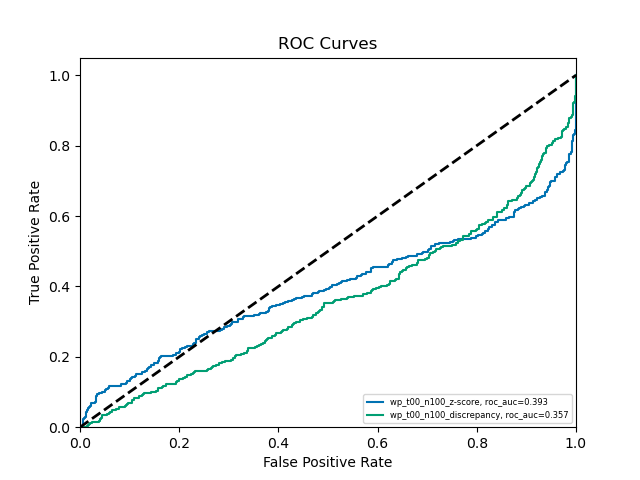 ROC Curves
True Positive Rate
1.0
0.8
0.6
0.4
0.2
0.0
0.0 0.2 0.4 0.6 0.8 1.0
False Positive Rate
wp_t00_n100_z-score, roc_auc=0.393
wp_t00_n100_discrepancy, roc_auc=0.357